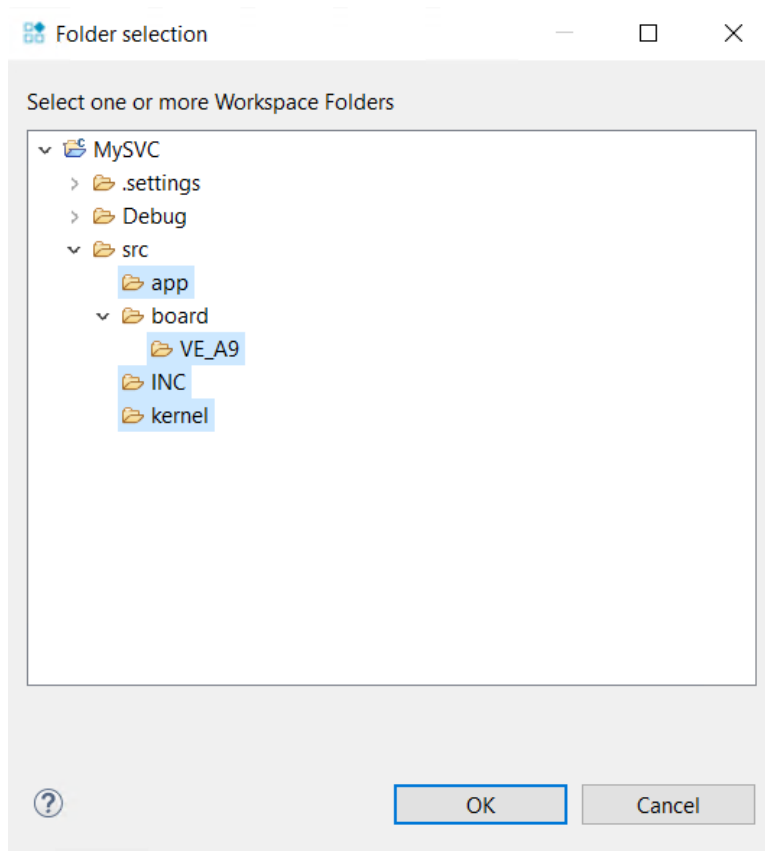 Folder selection
Select one or more Workspace Folders
MySVC
.settings
Debug
src
app
board
VE_A9
INC
kernel
OK
Cancel